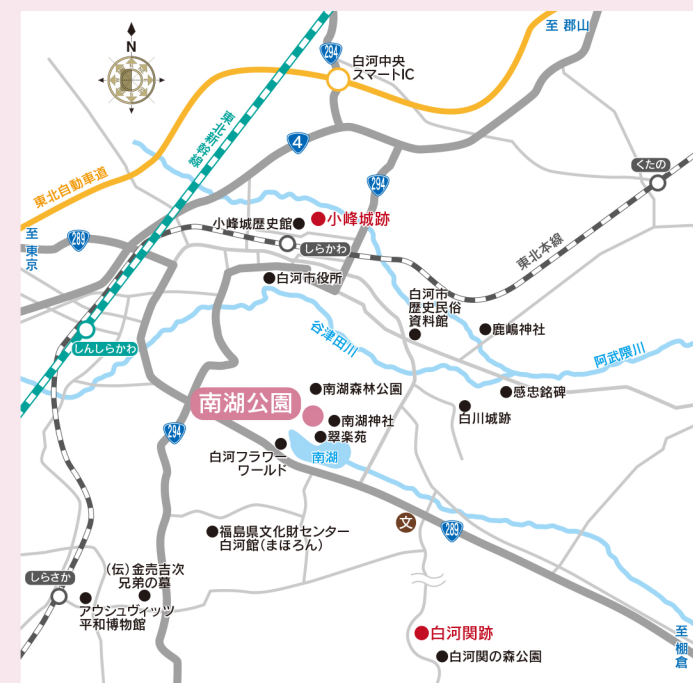 至 郡山
N
294
白河中央
スマートIC
東北新幹線
4
東北自動車道
294
くたの
小峰城歴史館
小峰城跡
至 東京
289
しらかわ
東北本線
白河市役所
白河市
歴史民俗
資料館
谷津田川
鹿嶋神社
しんしらかわ
阿武隈川
南湖森林公園
感忠銘碑
南湖公園
白川城跡
南湖神社
294
翠楽苑
白河フラワー
ワールド
南湖
文
289
福島県文化財センター
白河館(まほろん)
(伝)金売吉次
兄弟の墓
しらさか
アウシュヴィッツ
平和博物館
白河関跡
至 棚倉
白河関の森公園